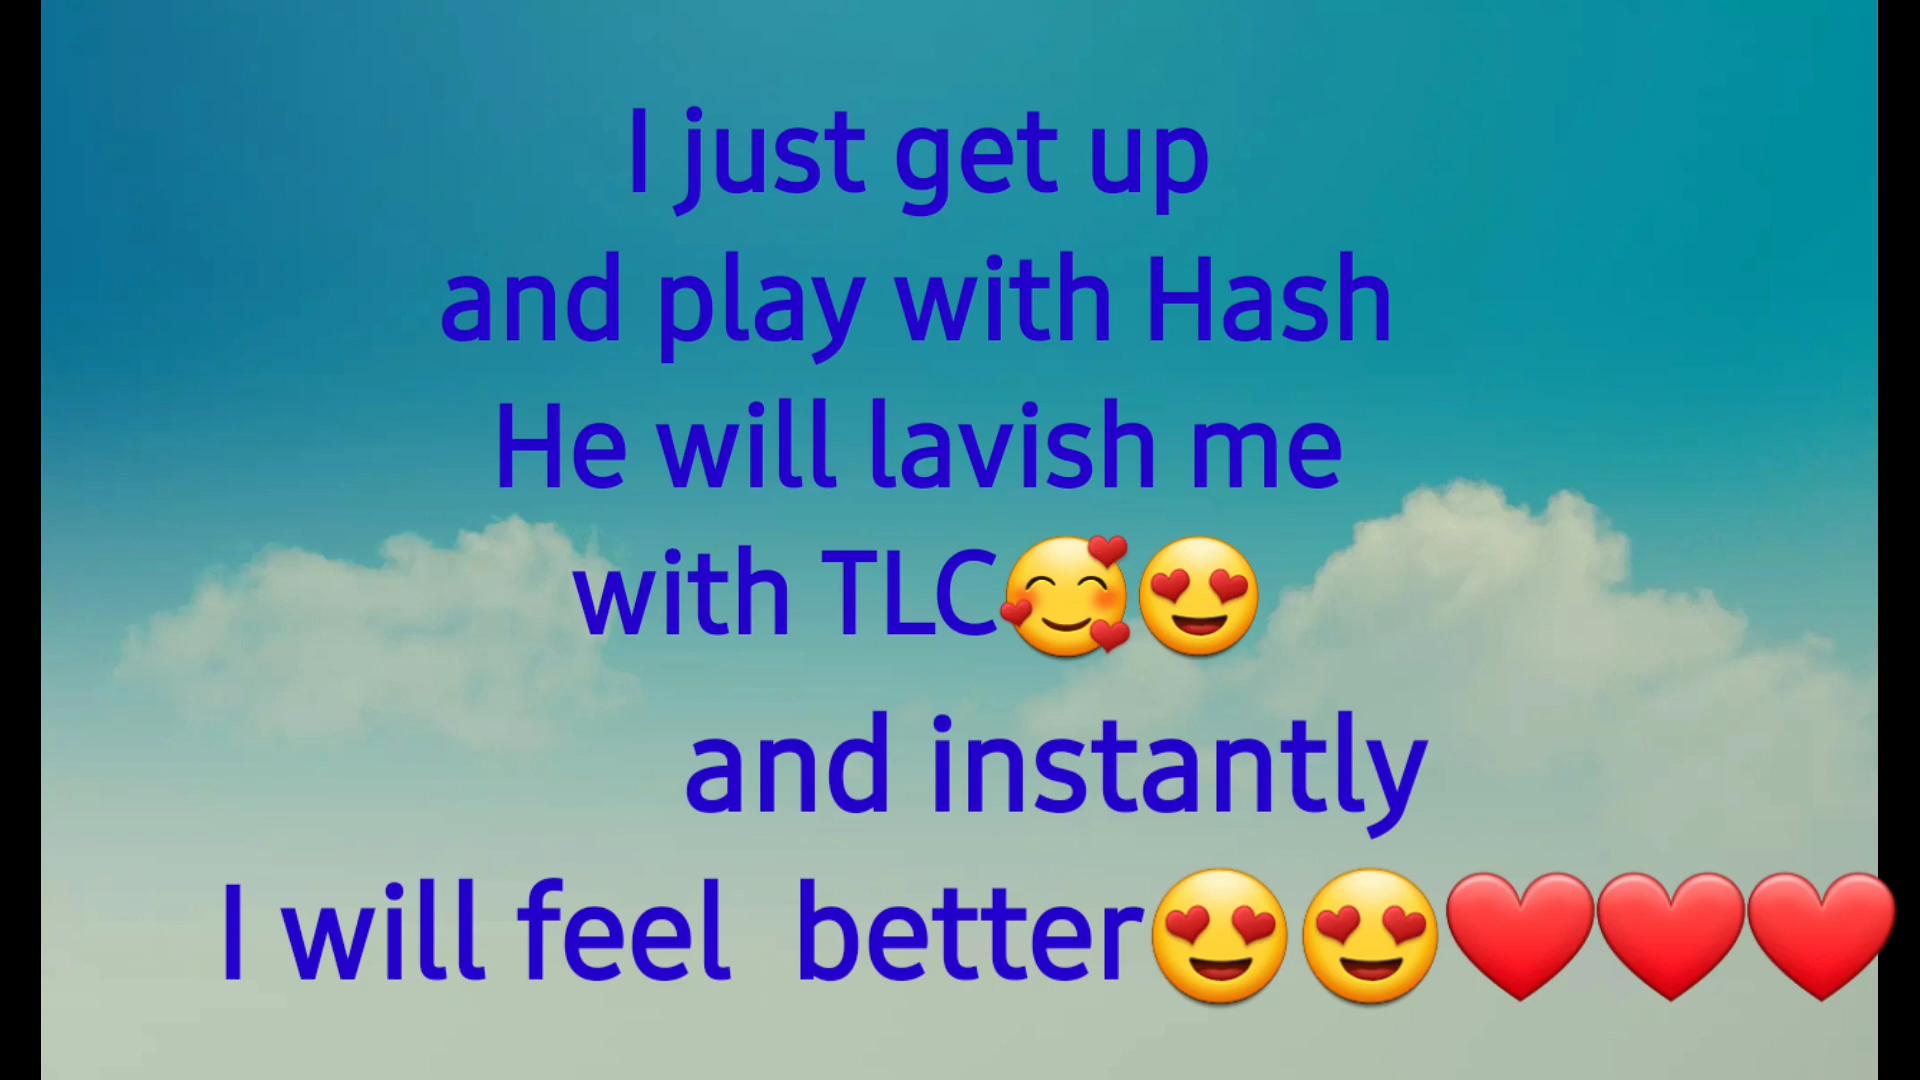 I just get up
and play with Hash
He will lavish me
with TLC🥰😍
and instantly
I will feel  better😍😍❤️❤️❤️